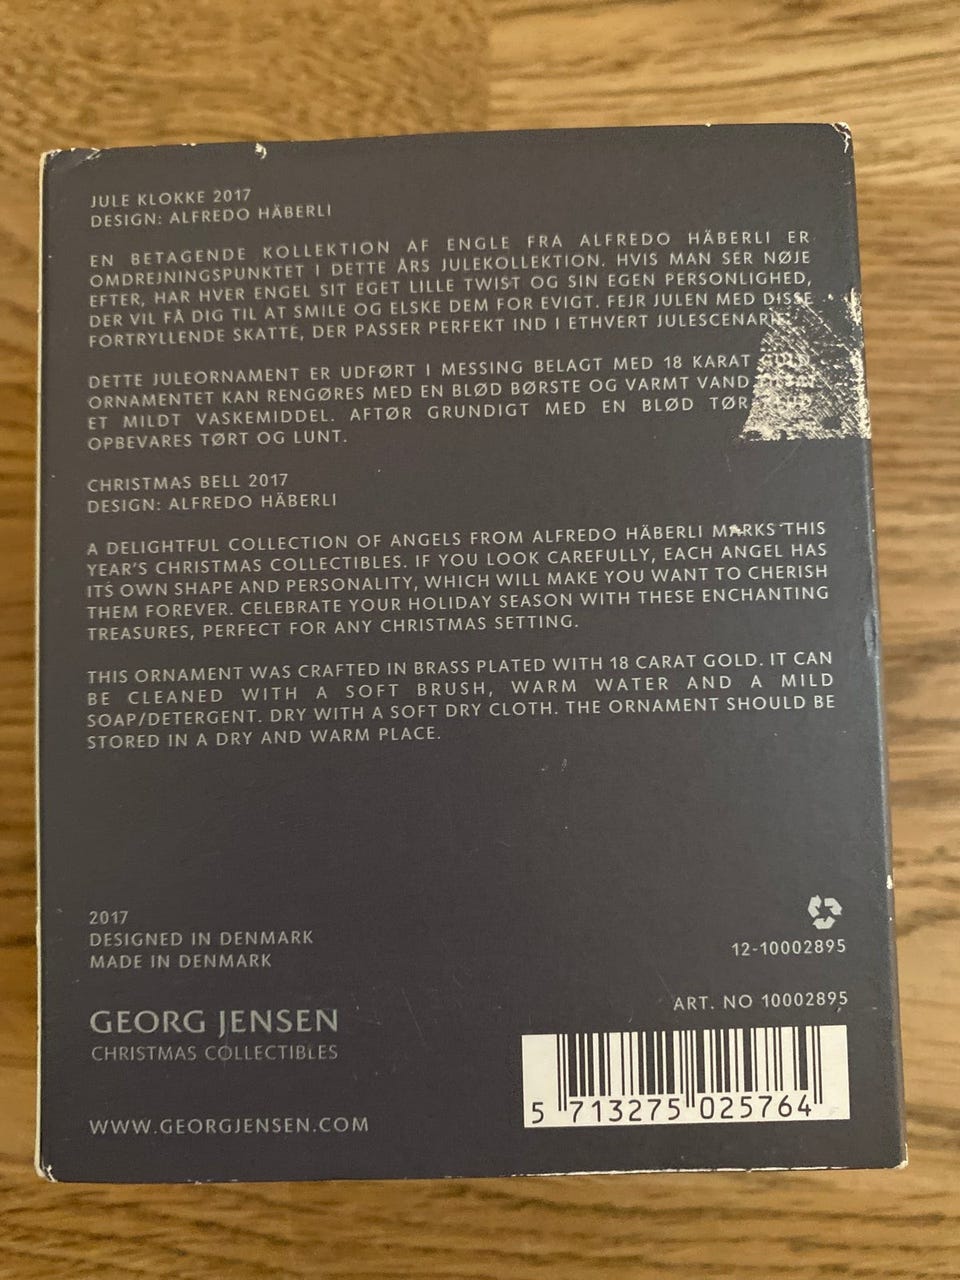 JULE KLOKKE 2017
DESIGN: ALFREDO HÄBERLI
EN BETAGENDE KOLLEKTION AF ENGLE FRA ALFREDO HÄBERLI ER
OMDREJNINGSPUNKTET I DETTE ÅRS JULEKOLLEKTION. HVIS MAN SER NØJE
EFTER, HAR HVER ENGEL SIT EGET LILLE TWIST OG SIN EGEN PERSONLIGHED,
DER VIL FÅ DIG TIL AT SMILE OG ELSKE DEM FOR EVIGT. FEJR JULEN MED DISSE
FORTRYLLENDE SKATTE, DER PASSER PERFEKT IND I ETHVERT
DETTE JULEORNAMENT ER UDFØRT I MESSING BELAGT MED 18 KARAT GULD.
ORNAMENTET KAN RENGØRES MED EN BLØD BØRSTE OG VARMT VAND
ET MILDT VASKEMIDDEL. AFTØR GRUNDIGT MED EN BLØD
OPBEVARES TØRT OG LUNT.
CHRISTMAS BELL 2017
DESIGN: ALFREDO HÄBERLI
A DELIGHTFUL COLLECTION OF ANGELS FROM ALFREDO HÄBERLI MARKS THIS
YEAR'S CHRISTMAS COLLECTIBLES. IF YOU LOOK CAREFULLY, EACH ANGEL HAS
ITS OWN SHAPE AND PERSONALITY, WHICH WILL MAKE YOU WANT TO CHERISH
THEM FOREVER. CELEBRATE YOUR HOLIDAY SEASON WITH THESE ENCHANTING
TREASURES, PERFECT FOR ANY CHRISTMAS SETTING.
THIS ORNAMENT WAS CRAFTED IN BRASS PLATED WITH 18 CARAT GOLD. IT CAN
BE CLEANED WITH A SOFT BRUSH, WARM WATER AND A MILD
SOAP/DETERGENT. DRY WITH A SOFT DRY CLOTH. THE ORNAMENT SHOULD BE
STORED IN A DRY AND WARM PLACE.
2017
DESIGNED IN DENMARK
MADE IN DENMARK
12-10002895
GEORG JENSEN
CHRISTMAS COLLECTIBLES
WWW.GEORGJENSEN.COM
ART. NO 10002895
5 713275 025764